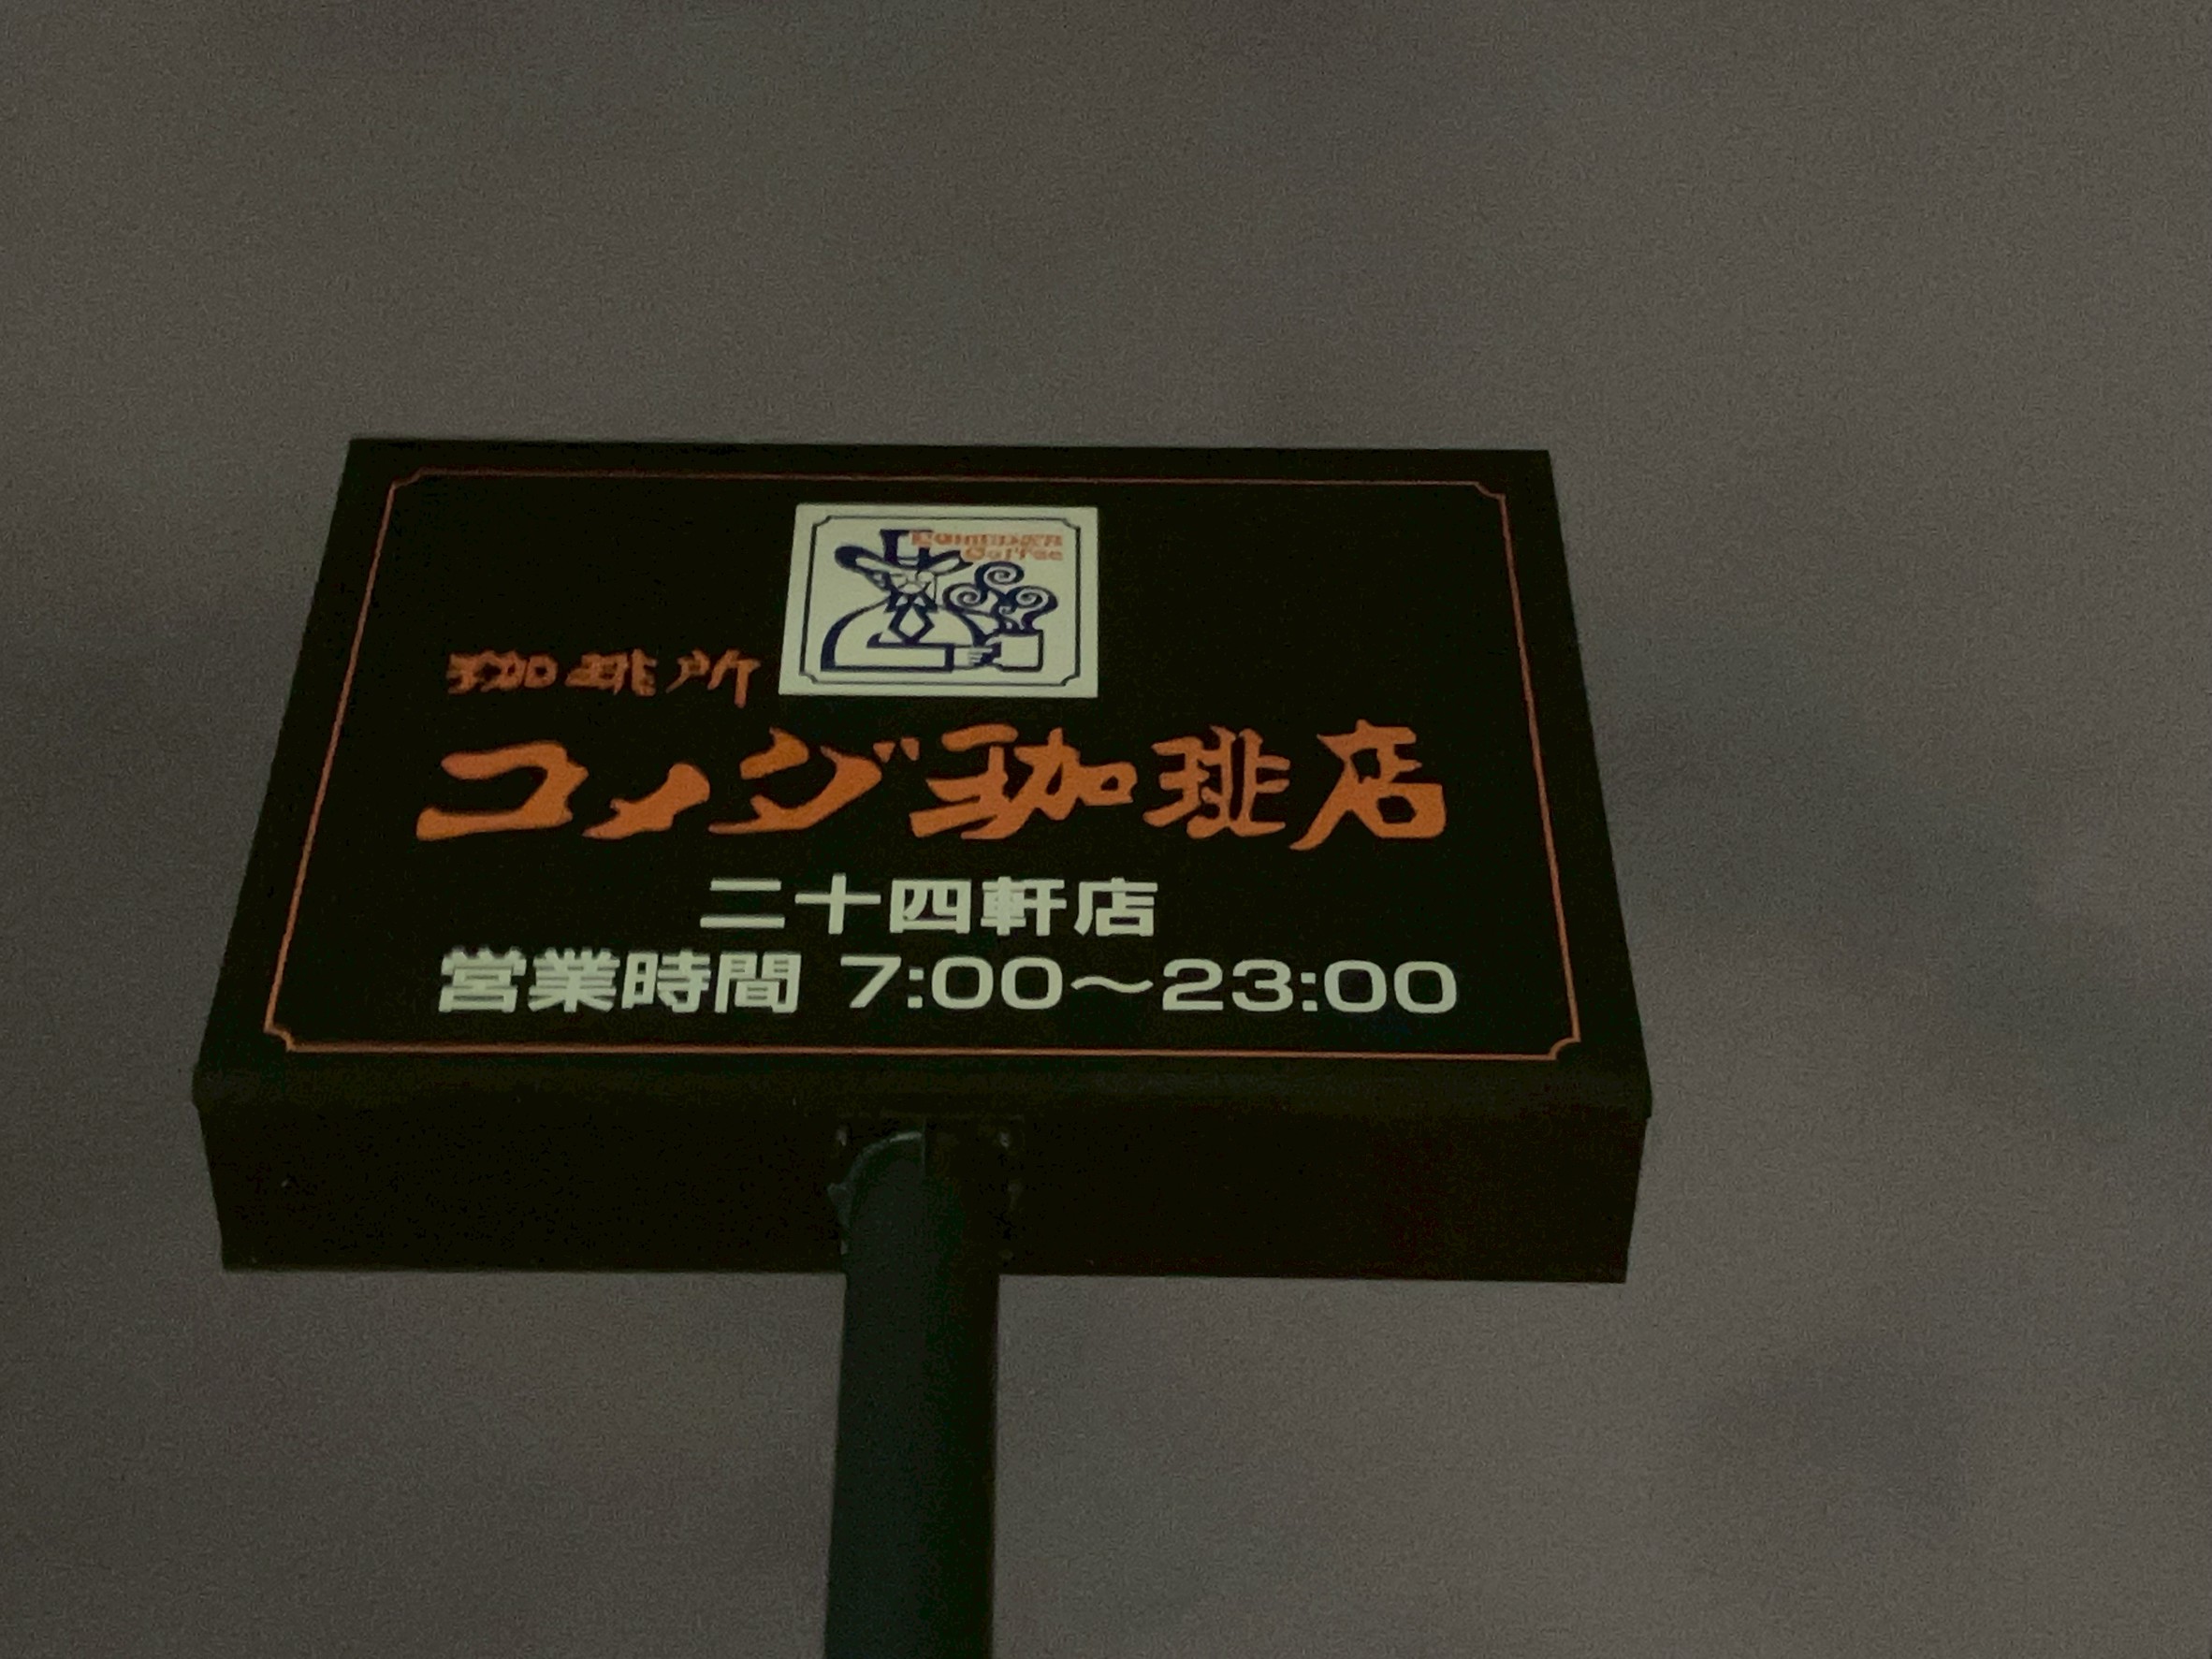 KOMEDA'S
Coffee
珈琲所
コメダ珈琲店
二十四軒店
営業時間 7:00～23:00